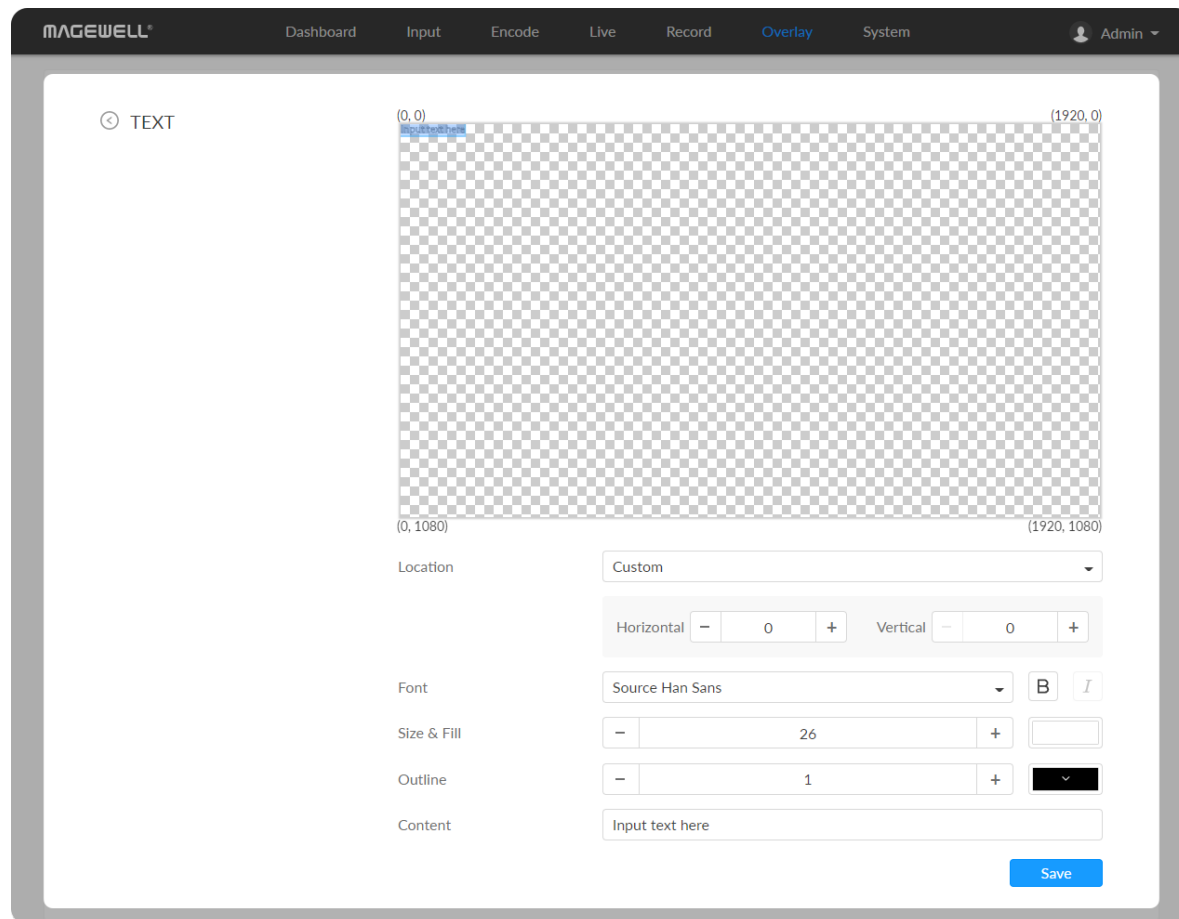 MAGEWELL® Dashboard Input Encode Live Record Overlay System Admin
TEXT
(0, 0) (1920, 0)
Input text here
(0, 1080) (1920, 1080)
Location Custom
Horizontal − 0 + Vertical − 0 +
Font Source Han Sans B I
Size & Fill − 26 +
Outline − 1 +
Content Input text here
Save